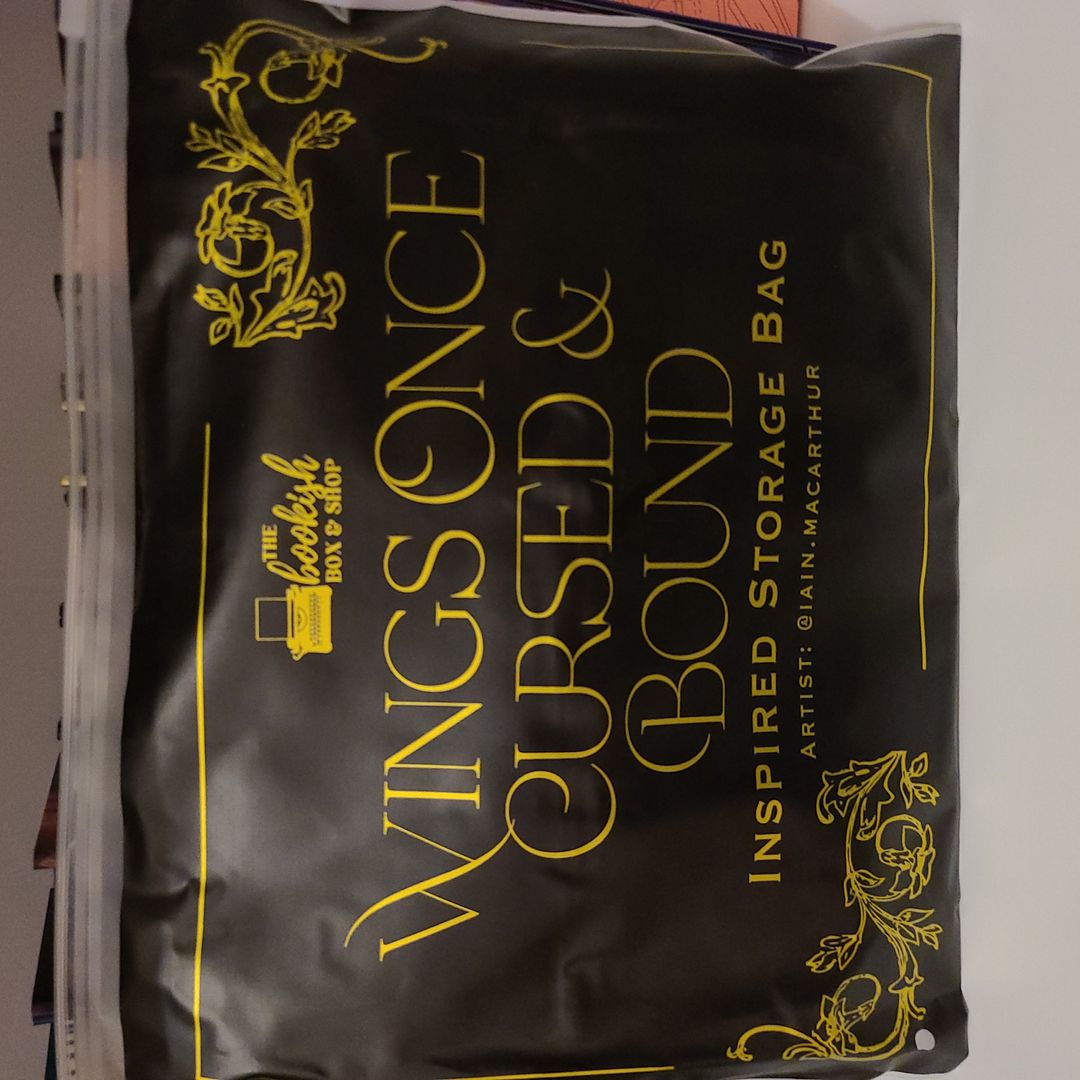 THE
bookish
BOX & SHOP
WINGS ONCE
CURSED &
BOUND
INSPIRED STORAGE BAG
ARTIST: @IAIN.MACARTHUR